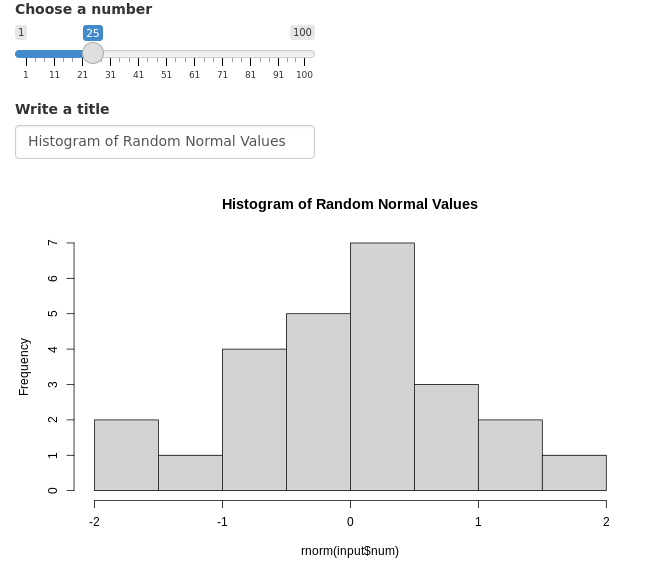 Choose a number
1 25 100
1 11 21 31 41 51 61 71 81 91 100
Write a title
Histogram of Random Normal Values
Histogram of Random Normal Values
7
6
5
4
3
2
1
0
Frequency
-2 -1 0 1 2
rnorm(input$num)